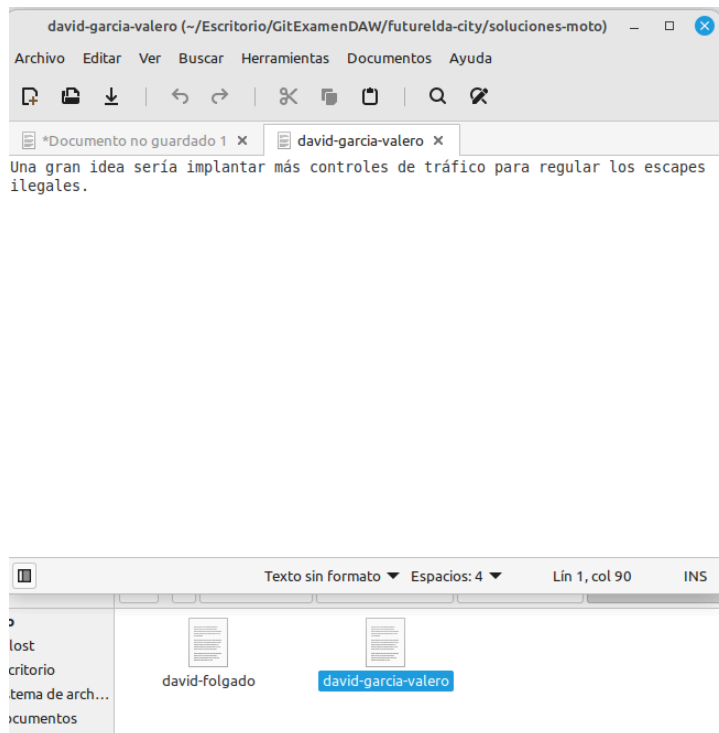 david-garcia-valero (~/Escritorio/GitExamenDAW/futurelda-city/soluciones-moto)
Archivo Editar Ver Buscar Herramientas Documentos Ayuda
*Documento no guardado 1
david-garcia-valero
Una gran idea sería implantar más controles de tráfico para regular los escapes
ilegales.
Texto sin formato Espacios: 4 Lín 1, col 90 INS
lost
critorio
tema de arch...
ocumentos
david-folgado
david-garcia-valero